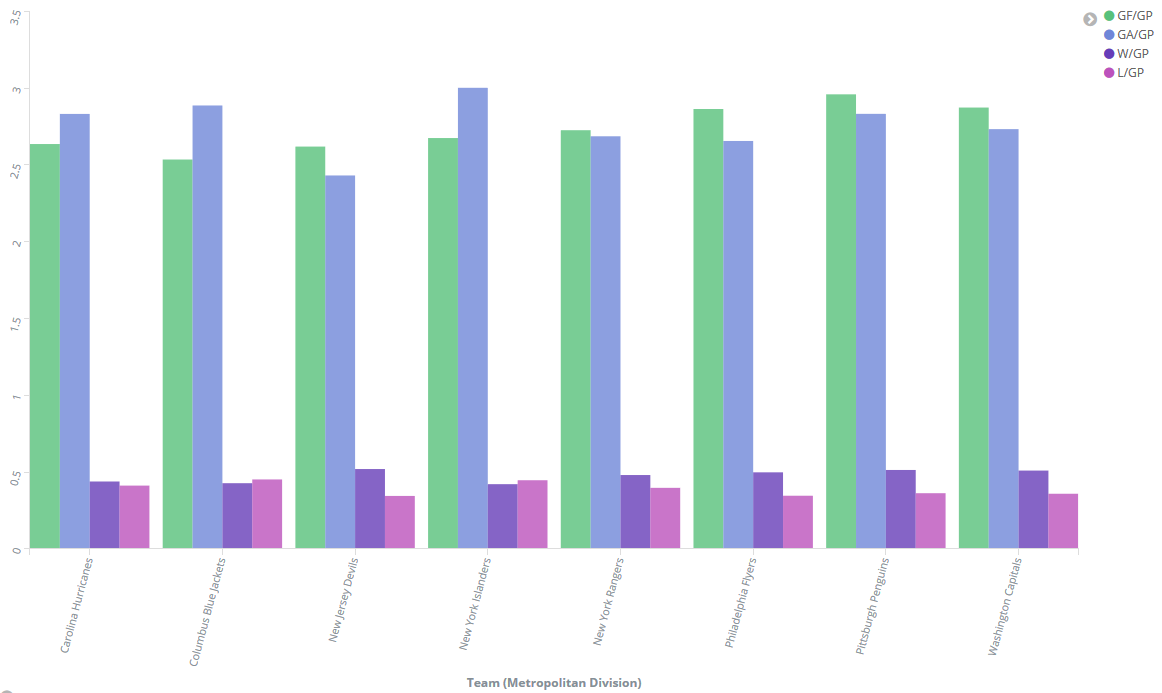 3.5
3
2.5
2
1.5
1
0.5
0
GF/GP
GA/GP
W/GP
L/GP
Carolina Hurricanes
Columbus Blue Jackets
New Jersey Devils
New York Islanders
New York Rangers
Philadelphia Flyers
Pittsburgh Penguins
Washington Capitals
Team (Metropolitan Division)